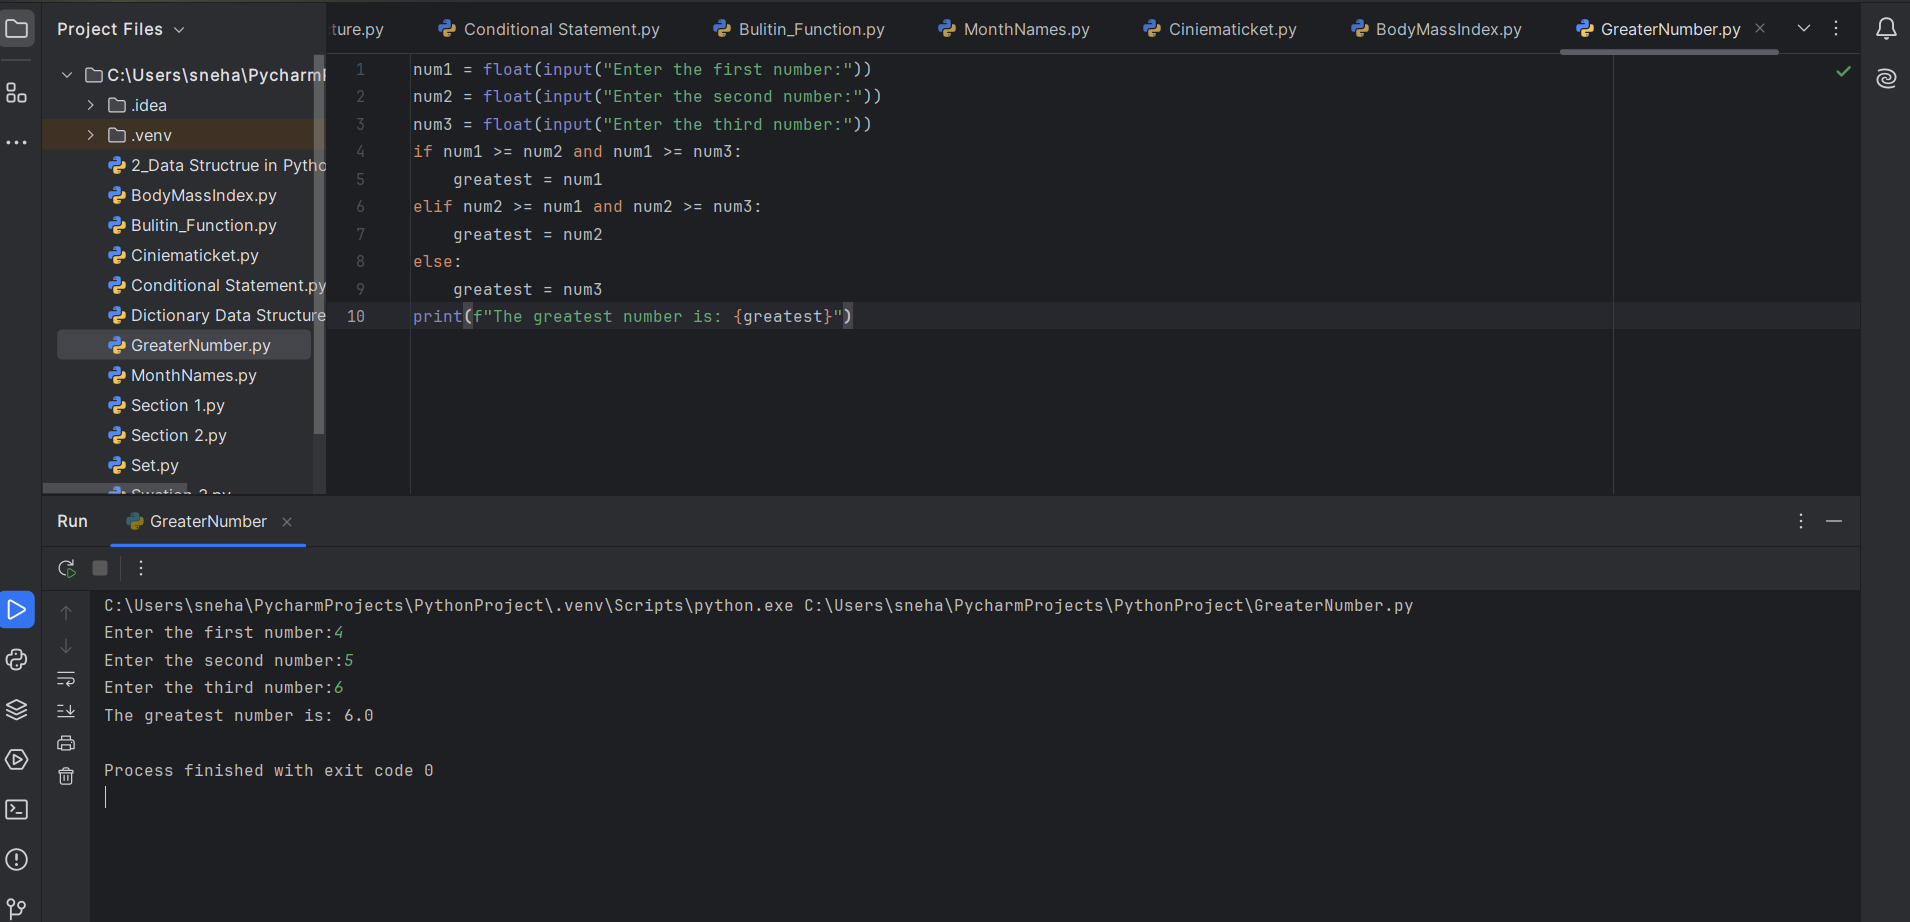 Project Files
ture.py
Conditional Statement.py
Bulitin_Function.py
MonthNames.py
Ciniematicket.py
BodyMassIndex.py
GreaterNumber.py
C:\Users\sneha\Pycharm
.idea
.venv
2_Data Structrue in Pytho
BodyMassIndex.py
Bulitin_Function.py
Ciniematicket.py
Conditional Statement.py
Dictionary Data Structure
GreaterNumber.py
MonthNames.py
Section 1.py
Section 2.py
Set.py
1 num1 = float(input("Enter the first number:"))
2 num2 = float(input("Enter the second number:"))
3 num3 = float(input("Enter the third number:"))
4 if num1 >= num2 and num1 >= num3:
5 greatest = num1
6 elif num2 >= num1 and num2 >= num3:
7 greatest = num2
8 else:
9 greatest = num3
10 print(f"The greatest number is: {greatest}")
Run
GreaterNumber
C:\Users\sneha\PycharmProjects\PythonProject\.venv\Scripts\python.exe C:\Users\sneha\PycharmProjects\PythonProject\GreaterNumber.py
Enter the first number:4
Enter the second number:5
Enter the third number:6
The greatest number is: 6.0
Process finished with exit code 0